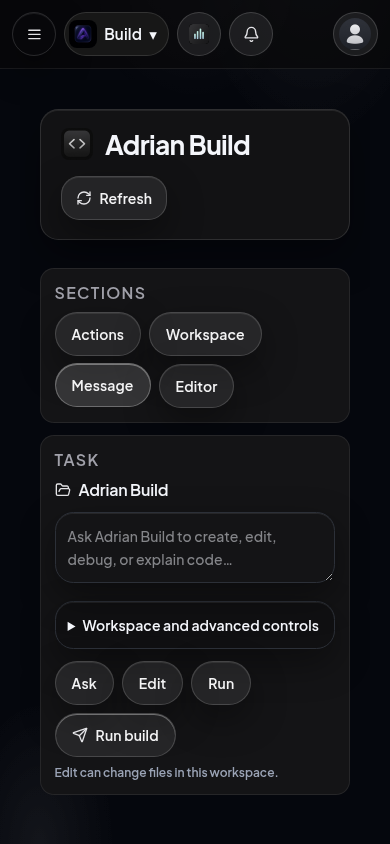 Build ▾
Adrian Build
Refresh
SECTIONS
Actions
Workspace
Message
Editor
TASK
Adrian Build
Ask Adrian Build to create, edit,
debug, or explain code…
▶ Workspace and advanced controls
Ask
Edit
Run
Run build
Edit can change files in this workspace.